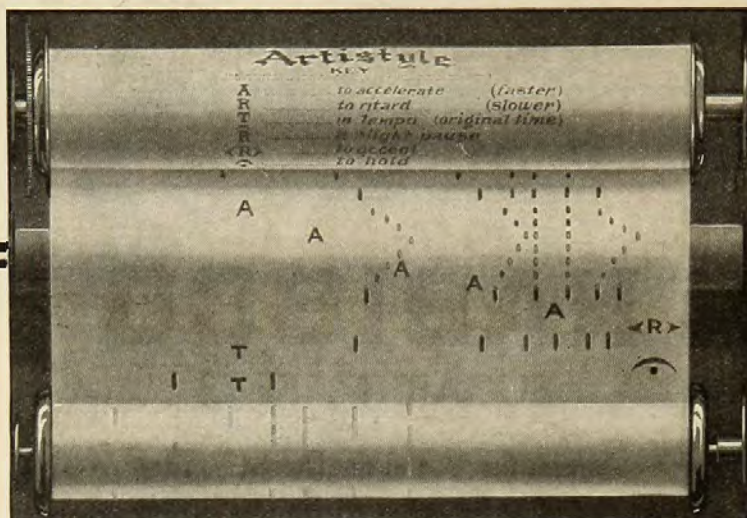 Artistyle
KEY
A to accelerate (faster)
R to ritard (slower)
T in Tempo (original time)
R a slight pause
<R> to accent
to hold
A
A
A
A
A
<R>
T
T